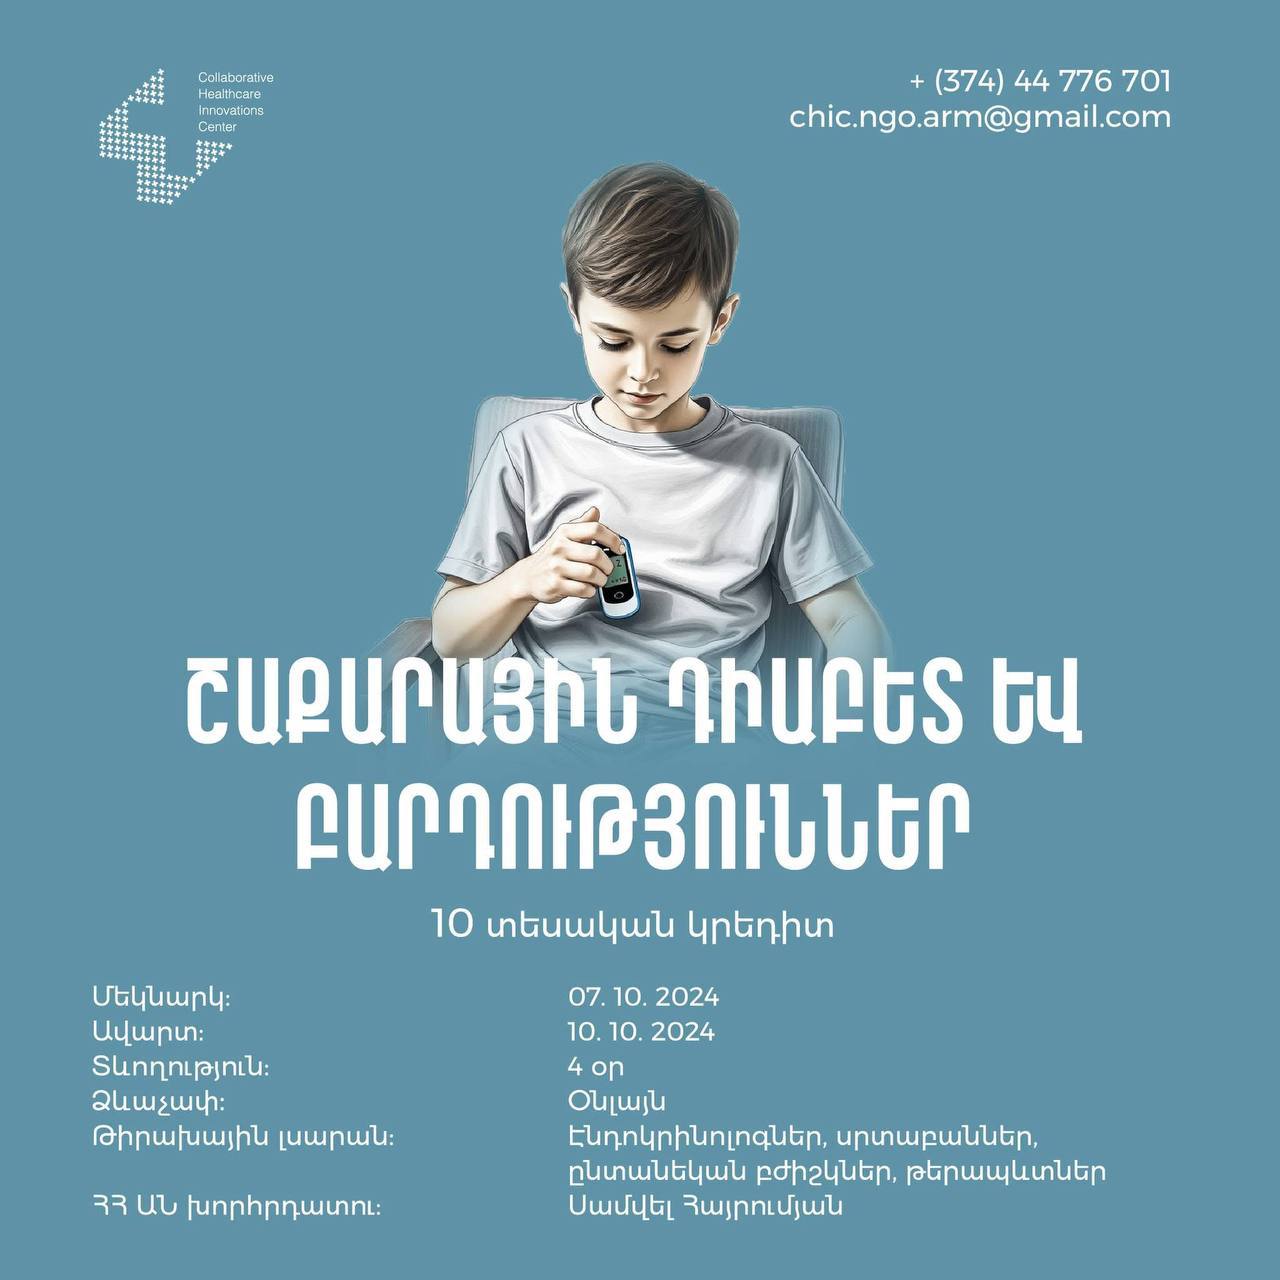 Collaborative
Healthcare
Innovations
Center
+ (374) 44 776 701
chic.ngo.arm@gmail.com
ՇԱՔԱՐԱՅԻՆ ԴԻԱԲԵՏ ԵՎ
ԲԱՐԴՈՒԹՅՈՒՆՆԵՐ
10 տեսական կրեդիտ
Մեկնարկ։ 07. 10. 2024
Ավարտ։ 10. 10. 2024
Տևողություն։ 4 օր
Ձևաչափ։ Օնլայն
Թիրախային լսարան։ Էնդոկրինոլոգներ, սրտաբաններ,
ընտանեկան բժիշկներ, թերապևտներ
ՀՀ ԱՆ խորհրդատու։ Սամվել Հայրումյան